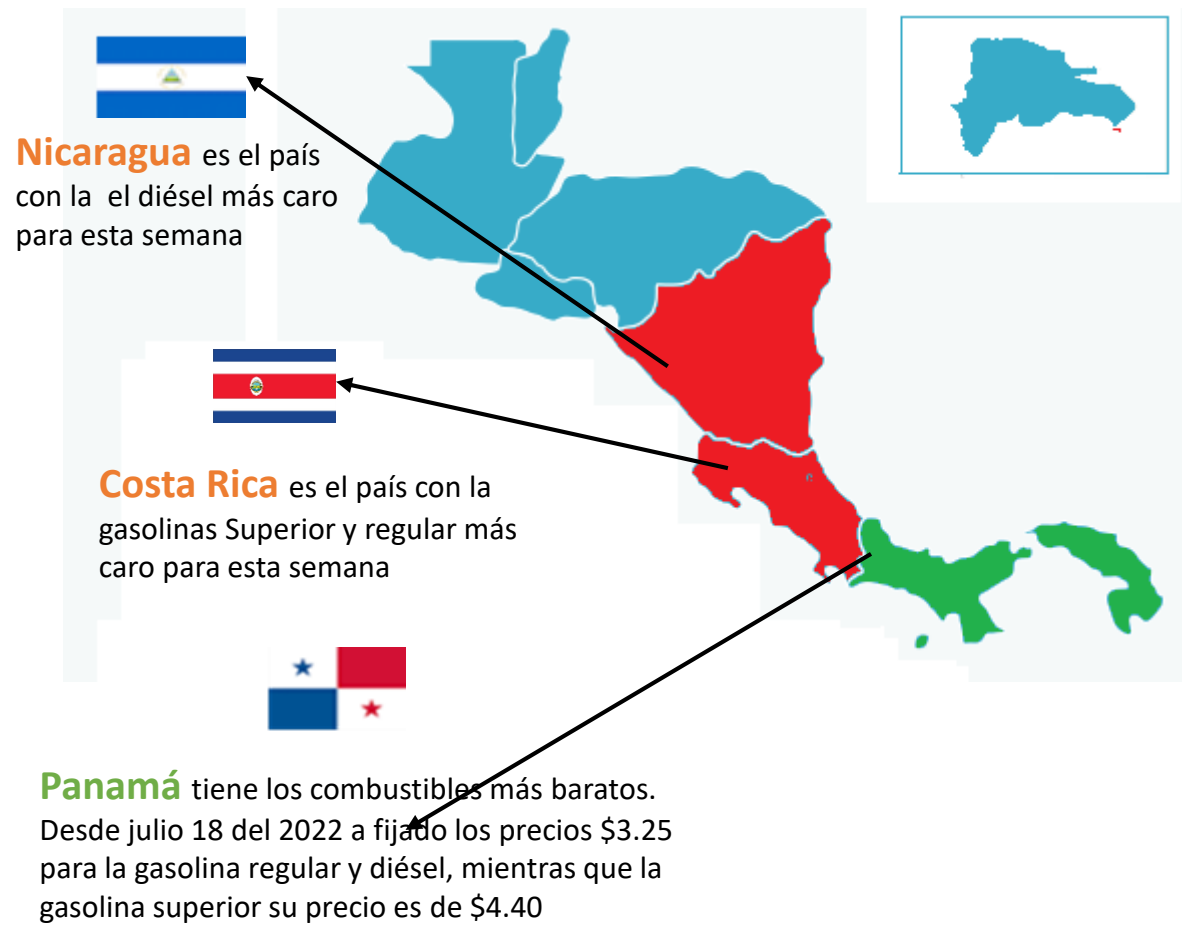 Nicaragua es el país
con la  el diésel más caro
para esta semana
Costa Rica es el país con la
gasolinas Superior y regular más
caro para esta semana
Panamá tiene los combustibles más baratos.
Desde julio 18 del 2022 a fijado los precios $3.25
para la gasolina regular y diésel, mientras que la
gasolina superior su precio es de $4.40